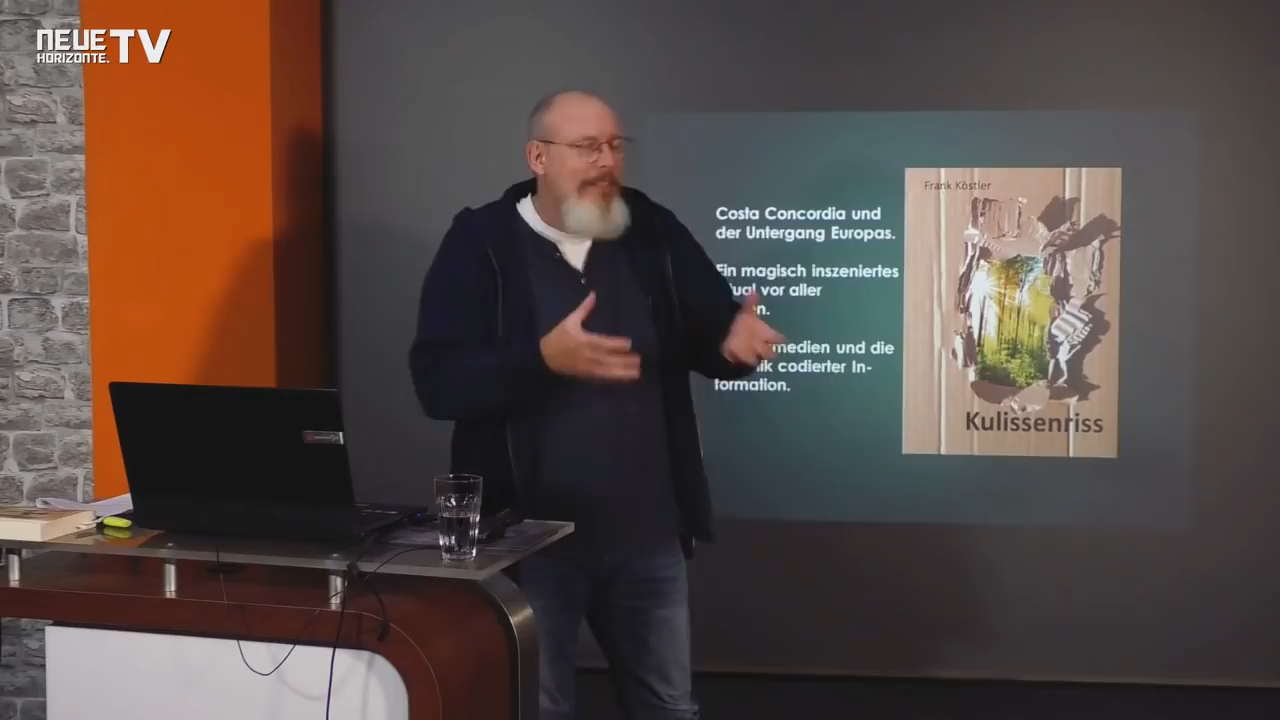 NEUE TV
HORIZONTE.
Costa Concordia und
der Untergang Europas.
Ein magisch inszeniertes
vor aller
medien und die
codierter In-
formation.
Frank Köstler
Kulissenriss